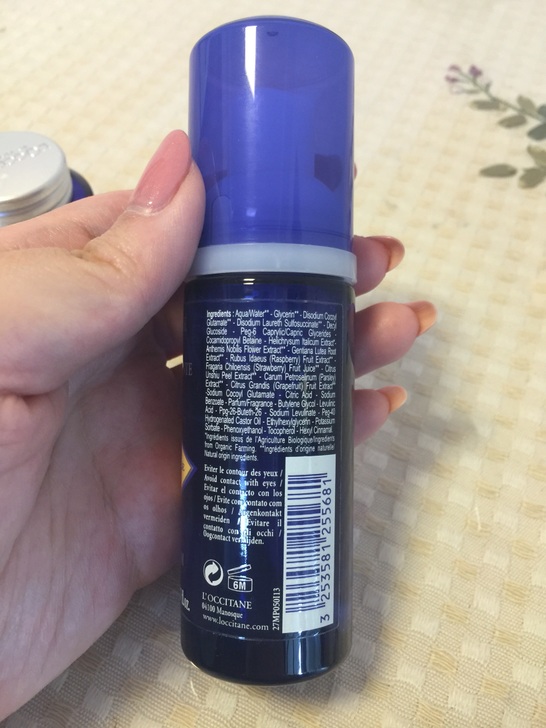 Ingredients : Aqua/Water** - Glycerin** - Disodium Cocoyl
Glutamate** - Disodium Laureth Sulfosuccinate** - Decyl
Glucoside - Peg-6 Caprylic/Capric Glycerides -
Cocamidopropyl Betaine - Helichrysum Italicum Extract*
Anthemis Nobilis Flower Extract** - Gentiana Lutea Root
Extract** - Rubus Idaeus (Raspberry) Fruit Extract** -
Fragaria Chiloensis (Strawberry) Fruit Juice** - Citrus
Unshiu Peel Extract** - Carum Petroselinum (Parsley)
Extract** - Citrus Grandis (Grapefruit) Fruit Extract**
- Sodium Cocoyl Glutamate - Citric Acid - Sodium
Benzoate - Parfum/Fragrance - Butylene Glycol - Levulinic
Acid - Ppg-26-Buteth-26 - Sodium Levulinate - Peg-40
Hydrogenated Castor Oil - Ethylhexylglycerin - Potassium
Sorbate - Phenoxyethanol - Tocopherol - Hexyl Cinnamal.
*Ingrédients issus de l'Agriculture Biologique/Ingredients
from Organic Farming. **Ingrédients d'origine naturelle/
Natural origin ingredients.
Eviter le contour des yeux /
Avoid contact with eyes /
Evitar el contacto con los
ojos / Evite contato com
os olhos / Augenkontakt
vermeiden / Evitare il
contatto con gli occhi /
Oogcontact vermijden.
6M
L'OCCITANE
04100 Manosque
www.loccitane.com
27MP050I13
3 253581 255681